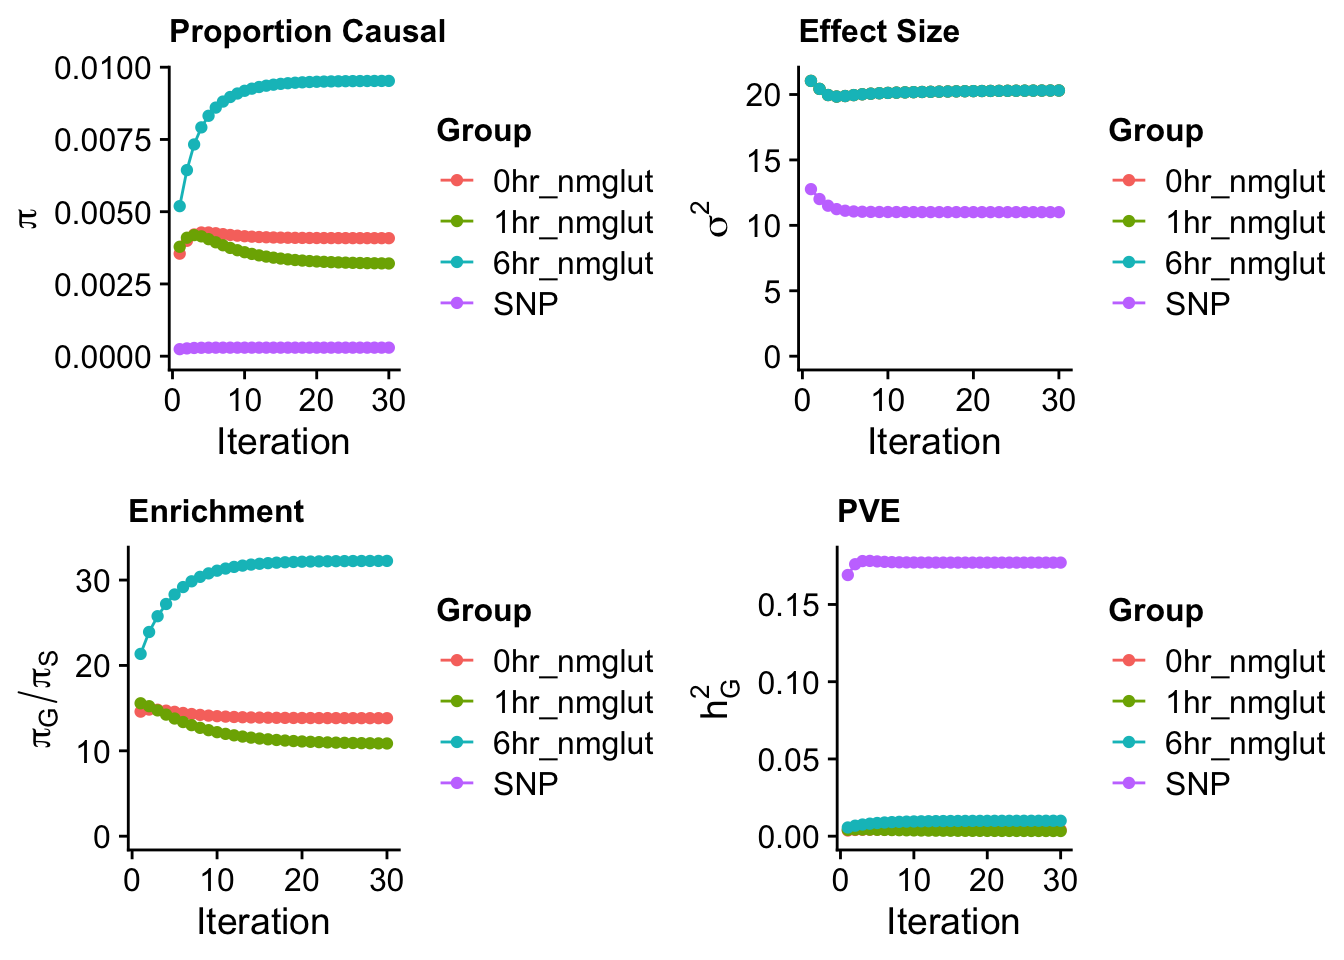 Proportion Causal
π
0.0100
0.0075
0.0050
0.0025
0.0000
0 10 20 30
Iteration
Group
0hr_nmglut
1hr_nmglut
6hr_nmglut
SNP
Effect Size
σ²
20
15
10
5
0
0 10 20 30
Iteration
Group
0hr_nmglut
1hr_nmglut
6hr_nmglut
SNP
Enrichment
π_G/π_S
30
20
10
0
0 10 20 30
Iteration
Group
0hr_nmglut
1hr_nmglut
6hr_nmglut
SNP
PVE
h²_G
0.15
0.10
0.05
0.00
0 10 20 30
Iteration
Group
0hr_nmglut
1hr_nmglut
6hr_nmglut
SNP